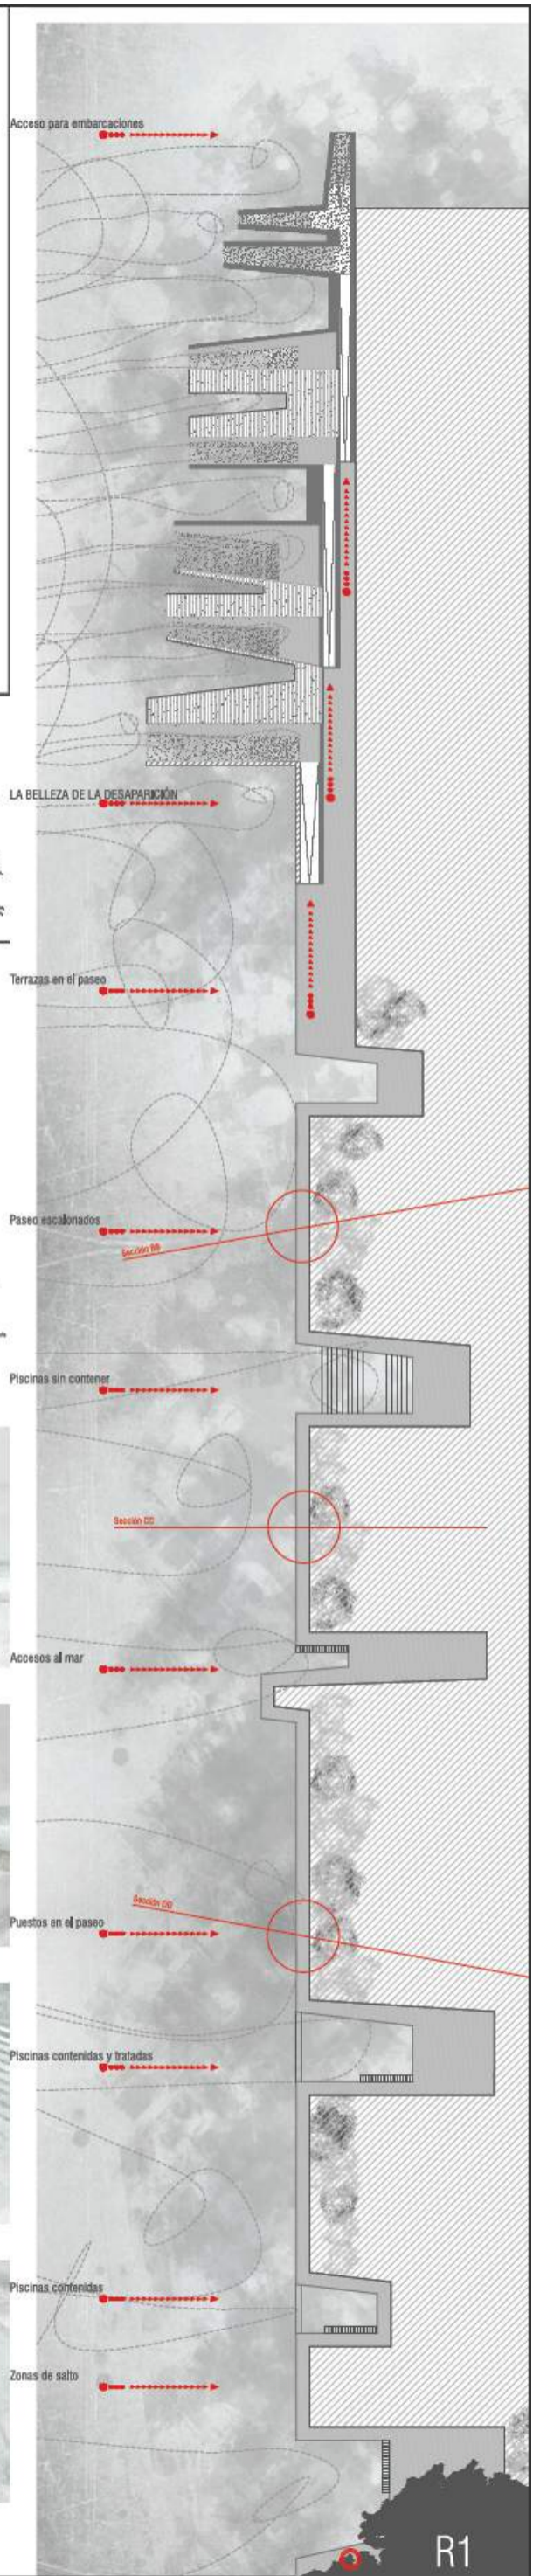 Acceso para embarcaciones
LA BELLEZA DE LA DESAPARICIÓN
Terrazas en el paseo
Paseo escalonados
Sección BB
Piscinas sin contener
Sección CC
Accesos al mar
Sección DD
Puestos en el paseo
Piscinas contenidas y tratadas
Piscinas contenidas
Zonas de salto
R1